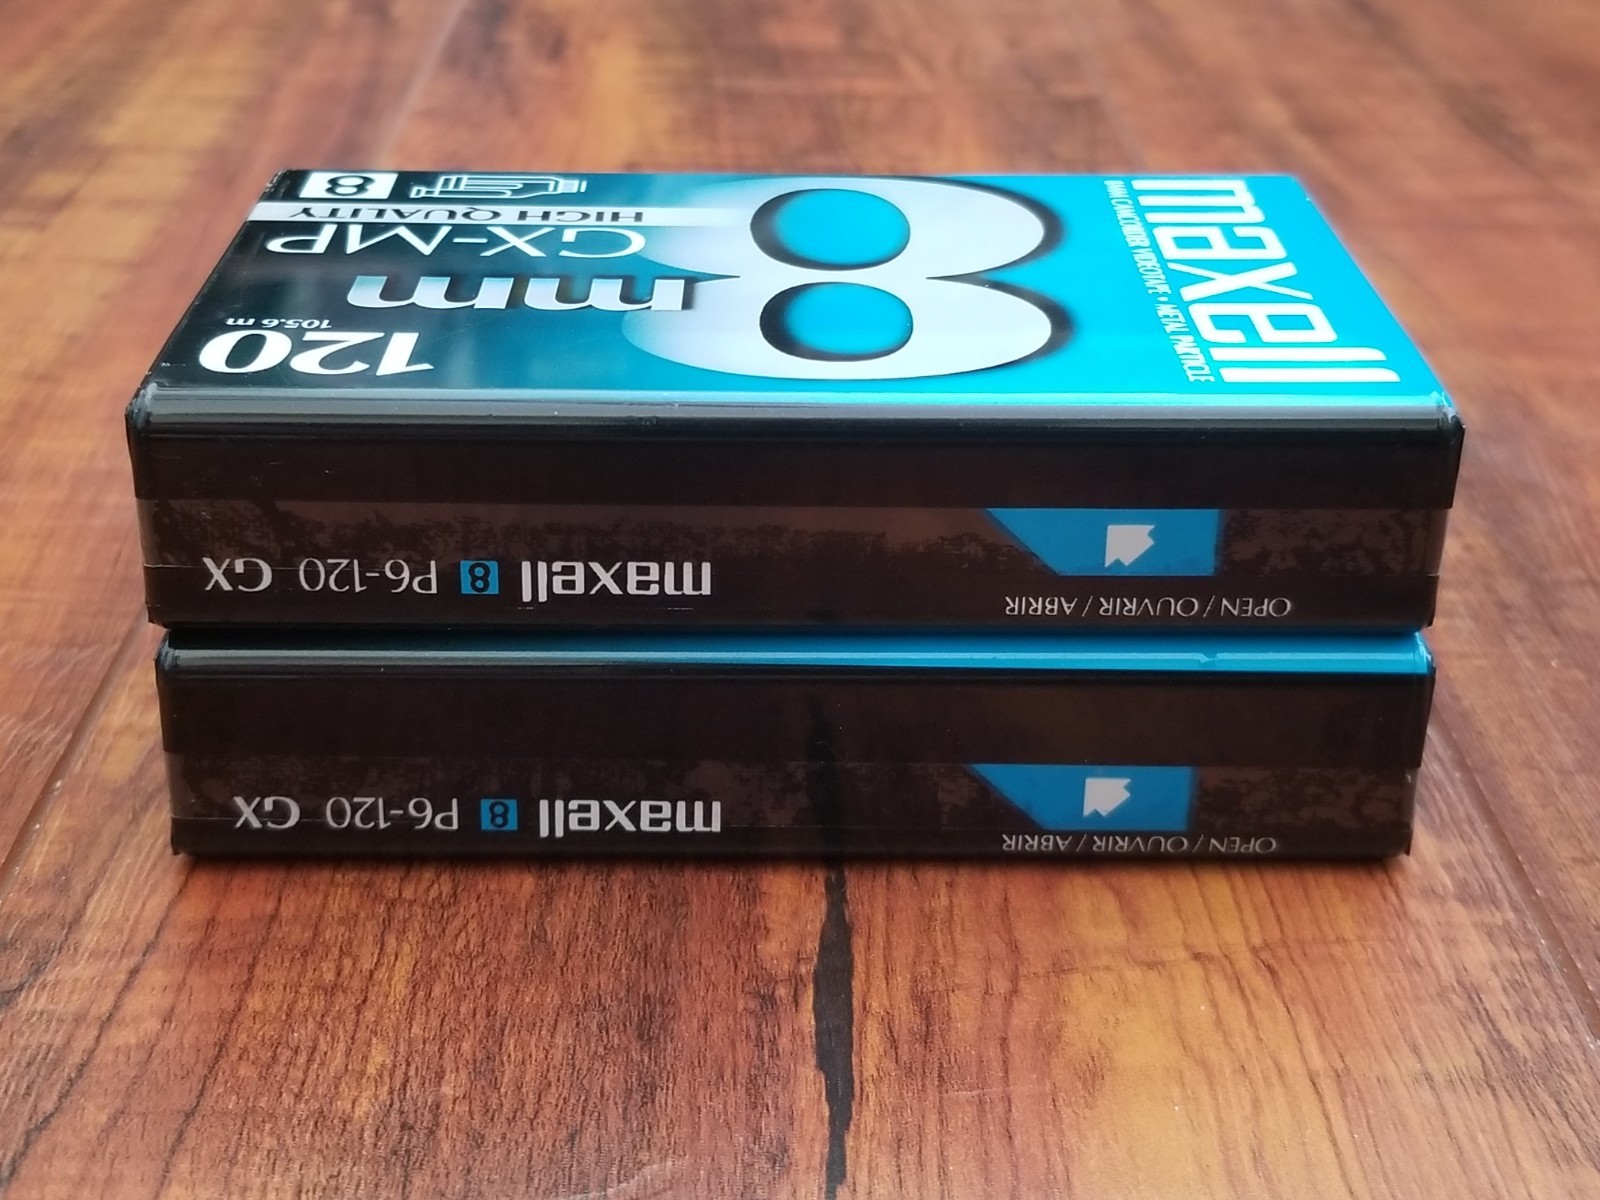 maxell
8MM CAMCORDER VIDEOTAPE • METAL PARTICLE
8
mm
120
105.6 m
GX-MP
HIGH QUALITY
8
OPEN / OUVRIR / ABRIR
maxell 8 P6-120 GX
OPEN / OUVRIR / ABRIR
maxell 8 P6-120 GX